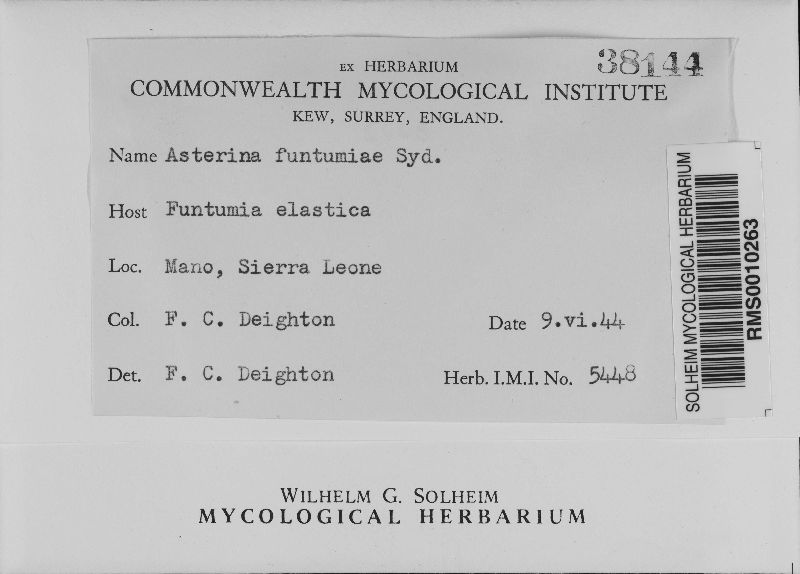 38144
EX HERBARIUM
COMMONWEALTH MYCOLOGICAL INSTITUTE
KEW, SURREY, ENGLAND.
Name Asterina funtumiae Syd.
Host Funtumia elastica
Loc. Mano, Sierra Leone
Col. F. C. Deighton Date 9.vi.44
Det. F. C. Deighton Herb. I.M.I. No. 5448
SOLHEIM MYCOLOGICAL HERBARIUM
RMS0010263
WILHELM G. SOLHEIM
MYCOLOGICAL HERBARIUM